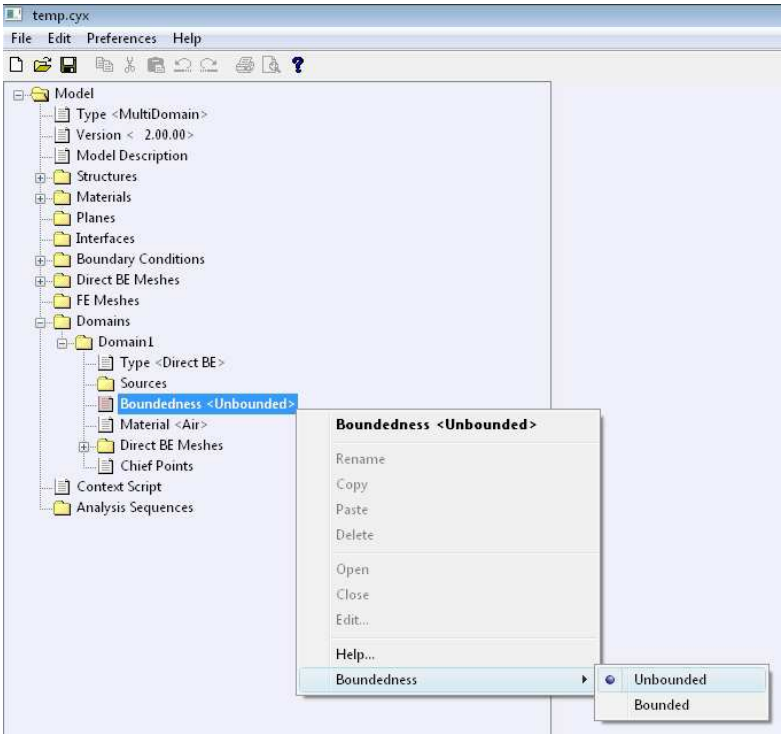 temp.cyx
File Edit Preferences Help
Model
Type <MultiDomain>
Version < 2.00.00>
Model Description
Structures
Materials
Planes
Interfaces
Boundary Conditions
Direct BE Meshes
FE Meshes
Domains
Domain1
Type <Direct BE>
Sources
Boundedness <Unbounded>
Material <Air>
Direct BE Meshes
Chief Points
Context Script
Analysis Sequences
Boundedness <Unbounded>
Rename
Copy
Paste
Delete
Open
Close
Edit...
Help...
Boundedness
Unbounded
Bounded